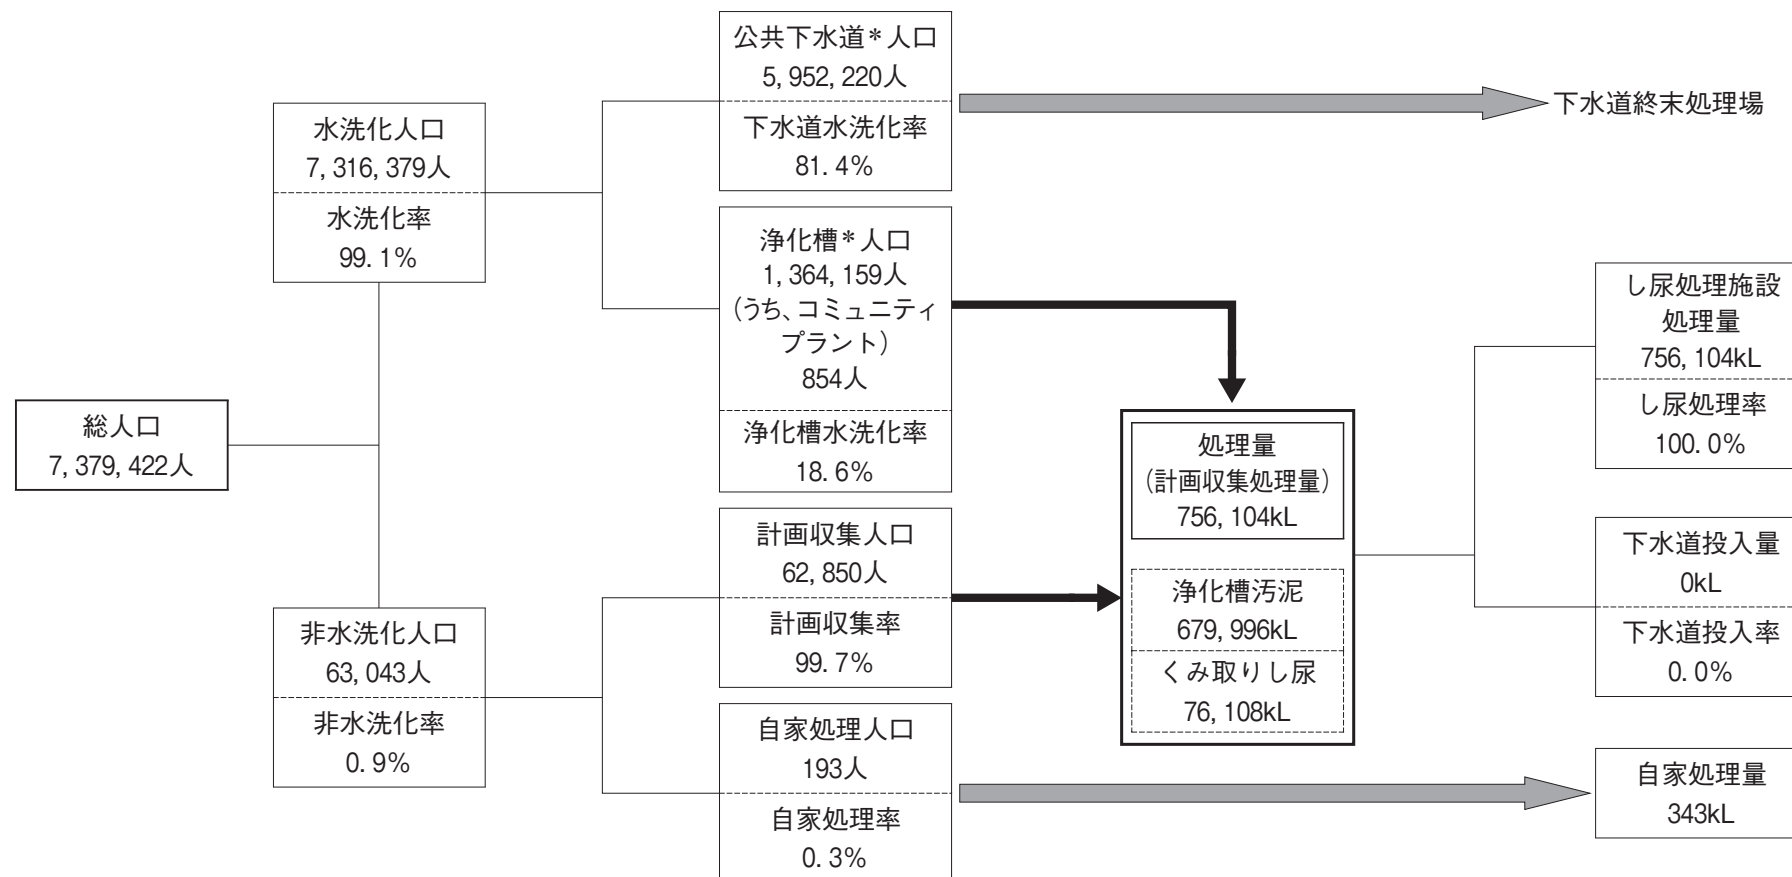 総人口
7,379,422人
水洗化人口
7,316,379人
水洗化率
99.1%
非水洗化人口
63,043人
非水洗化率
0.9%
公共下水道*人口
5,952,220人
下水道水洗化率
81.4%
浄化槽*人口
1,364,159人
(うち、コミュニティ
プラント)
854人
浄化槽水洗化率
18.6%
計画収集人口
62,850人
計画収集率
99.7%
自家処理人口
193人
自家処理率
0.3%
処理量
(計画収集処理量)
756,104kL
浄化槽汚泥
679,996kL
くみ取りし尿
76,108kL
下水道終末処理場
し尿処理施設
処理量
756,104kL
し尿処理率
100.0%
下水道投入量
0kL
下水道投入率
0.0%
自家処理量
343kL